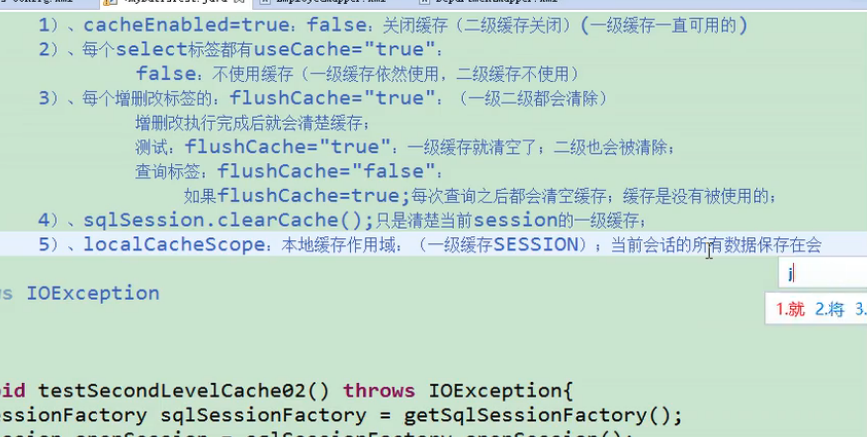 1）、cacheEnabled=true：false：关闭缓存（二级缓存关闭）(一级缓存一直可用的)
2）、每个select标签都有useCache="true"：
false：不使用缓存（一级缓存依然使用，二级缓存不使用）
3）、每个增删改标签的：flushCache="true"：（一级二级都会清除）
增删改执行完成后就会清楚缓存；
测试：flushCache="true"：一级缓存就清空了；二级也会被清除；
查询标签：flushCache="false"：
如果flushCache=true;每次查询之后都会清空缓存；缓存是没有被使用的；
4）、sqlSession.clearCache();只是清楚当前session的一级缓存；
5）、localCacheScope：本地缓存作用域：（一级缓存SESSION）；当前会话的所有数据保存在会
j
1.就 2.将 3.
ws IOException
oid testSecondLevelCache02() throws IOException{
essionFactory sqlSessionFactory = getSqlSessionFactory();